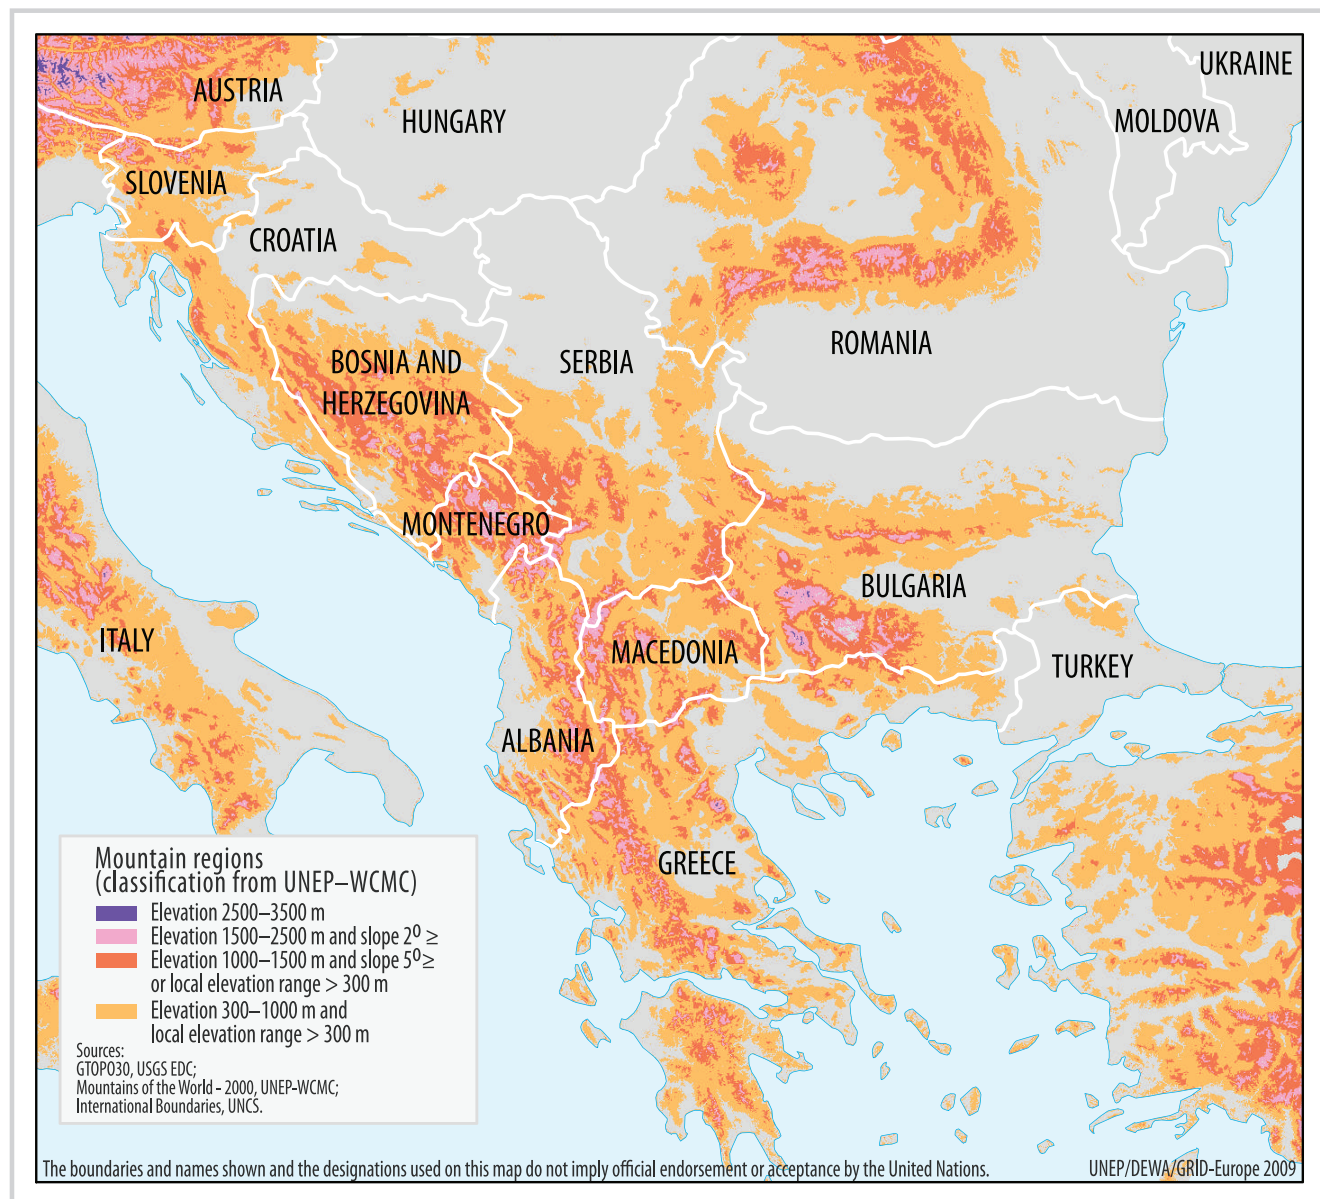 UKRAINE
AUSTRIA
HUNGARY
MOLDOVA
SLOVENIA
CROATIA
ROMANIA
BOSNIA AND
HERZEGOVINA
SERBIA
MONTENEGRO
BULGARIA
ITALY
MACEDONIA
TURKEY
ALBANIA
GREECE
Mountain regions
(classification from UNEP–WCMC)
Elevation 2500–3500 m
Elevation 1500–2500 m and slope 2º ≥
Elevation 1000–1500 m and slope 5º ≥
or local elevation range > 300 m
Elevation 300–1000 m and
local elevation range > 300 m
Sources:
GTOPO30, USGS EDC;
Mountains of the World - 2000, UNEP-WCMC;
International Boundaries, UNCS.
The boundaries and names shown and the designations used on this map do not imply official endorsement or acceptance by the United Nations.
UNEP/DEWA/GRID-Europe 2009